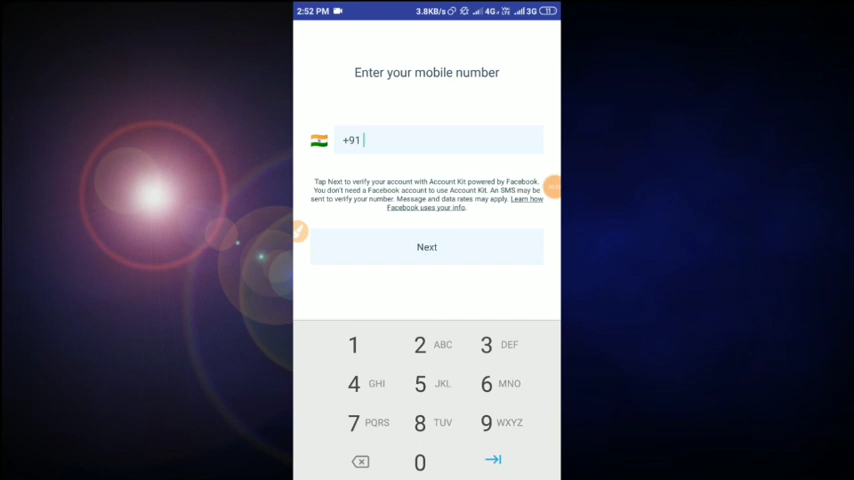 2:52 PM 3.8KB/s 4G 3G 11
Enter your mobile number
+91
Tap Next to verify your account with Account Kit powered by Facebook.
You don't need a Facebook account to use Account Kit. An SMS may be
sent to verify your number. Message and data rates may apply. Learn how
Facebook uses your info.
Next
1 2 ABC 3 DEF
4 GHI 5 JKL 6 MNO
7 PQRS 8 TUV 9 WXYZ
0